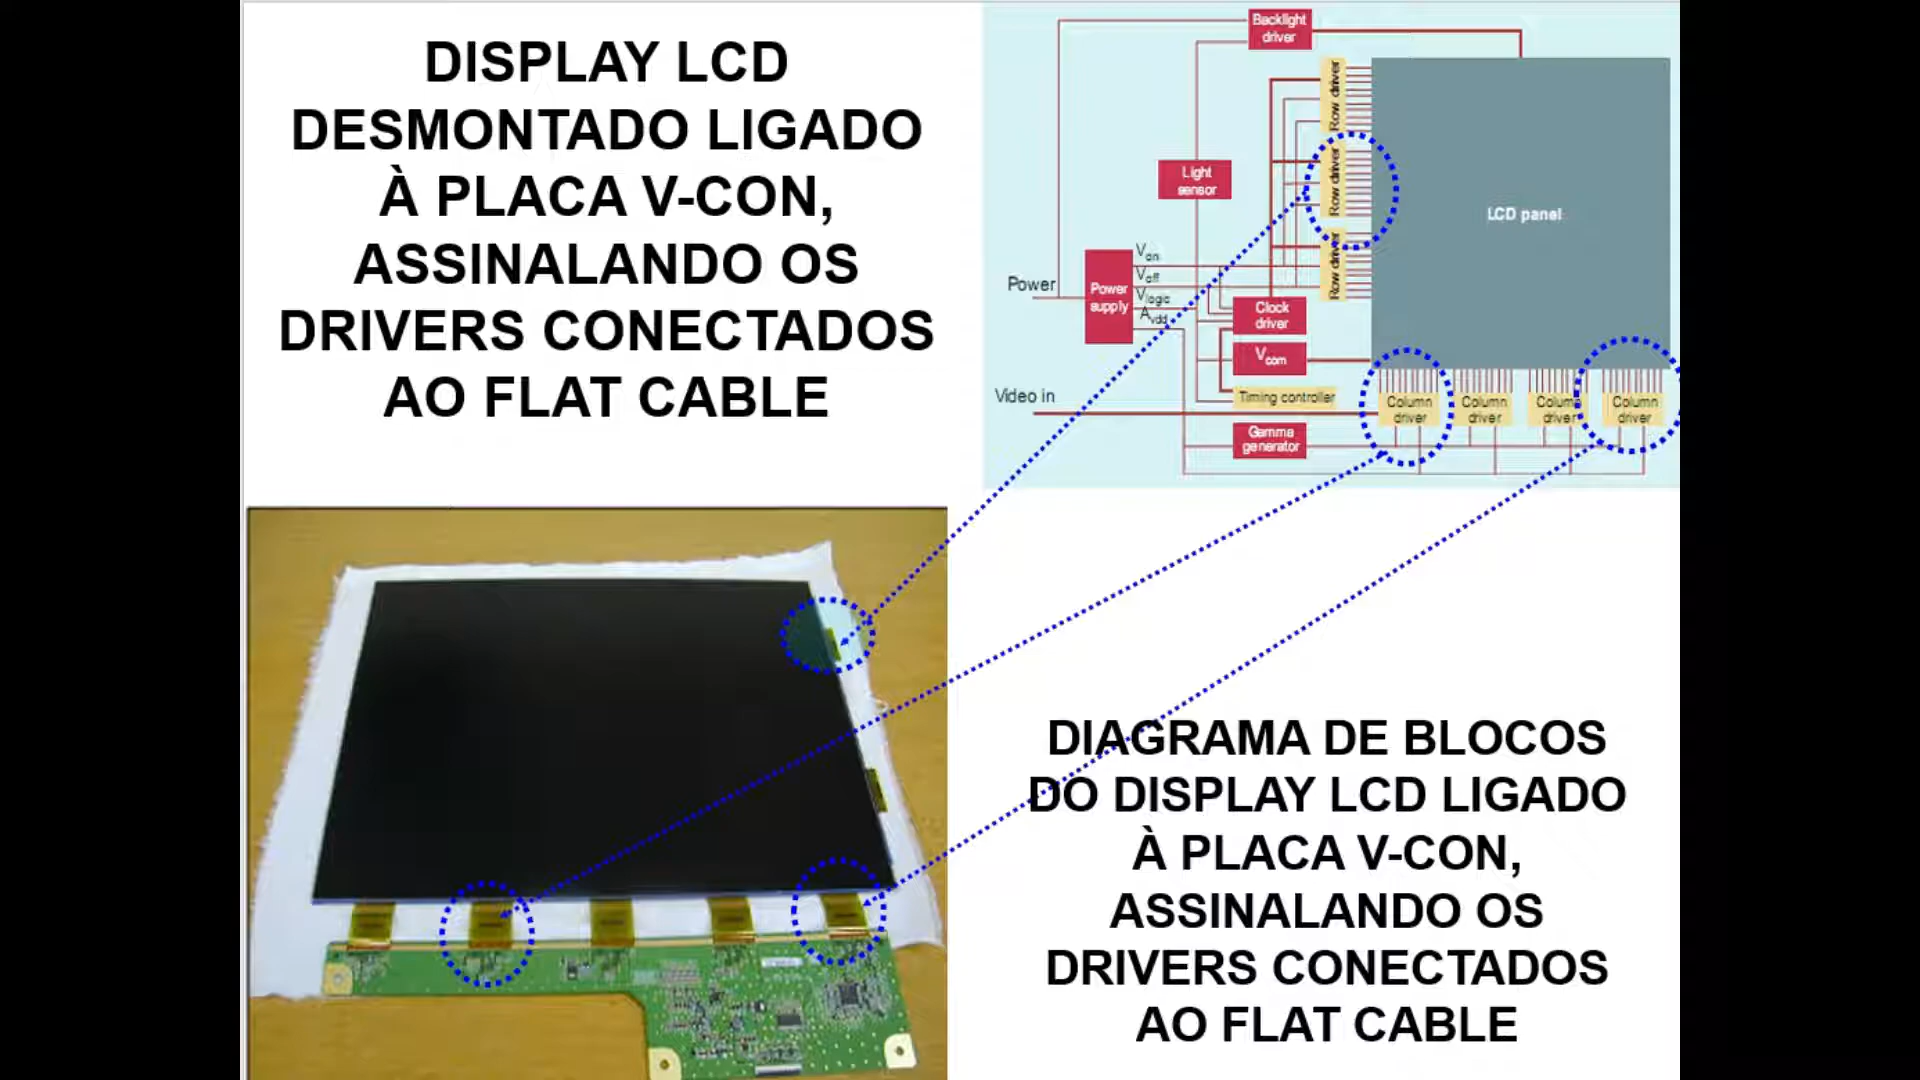 DISPLAY LCD
DESMONTADO LIGADO
À PLACA V-CON,
ASSINALANDO OS
DRIVERS CONECTADOS
AO FLAT CABLE
Backlight
driver
Row driver
Row driver
Row driver
Light
sensor
LCD panel
Power
Power
supply
Von
Voff
Vlogic
Avdd
Clock
driver
Vcom
Timing controller
Video in
Gamma
generator
Column
driver
Column
driver
Column
driver
Column
driver
DIAGRAMA DE BLOCOS
DO DISPLAY LCD LIGADO
À PLACA V-CON,
ASSINALANDO OS
DRIVERS CONECTADOS
AO FLAT CABLE